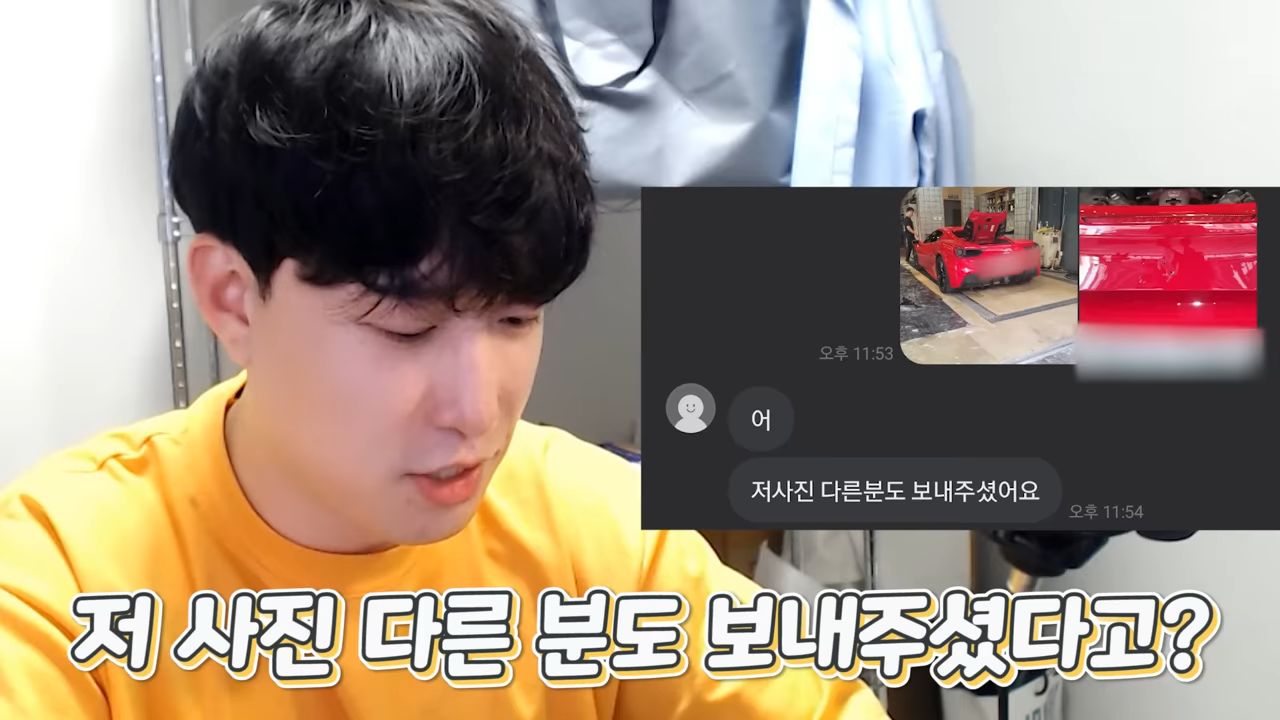 오후 11:53
어
저사진 다른분도 보내주셨어요
오후 11:54
저 사진 다른 분도 보내주셨다고?